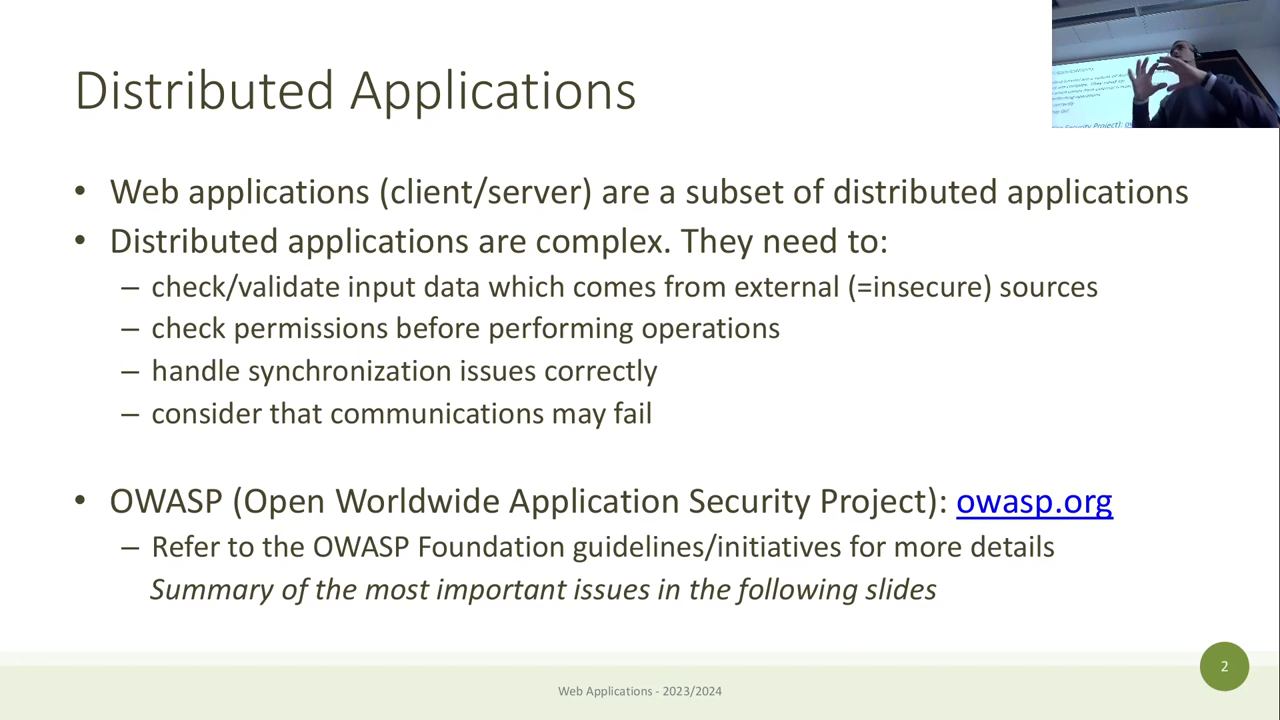 Distributed Applications
• Web applications (client/server) are a subset of distributed applications
• Distributed applications are complex. They need to:
– check/validate input data which comes from external (=insecure) sources
– check permissions before performing operations
– handle synchronization issues correctly
– consider that communications may fail
• OWASP (Open Worldwide Application Security Project): owasp.org
– Refer to the OWASP Foundation guidelines/initiatives for more details
Summary of the most important issues in the following slides
Web Applications - 2023/2024
2